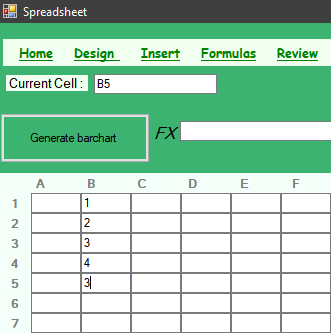 Spreadsheet
Home Design Insert Formulas Review
Current Cell : B5
Generate barchart FX
A B C D E F
1 1
2 2
3 3
4 4
5 3
6
7